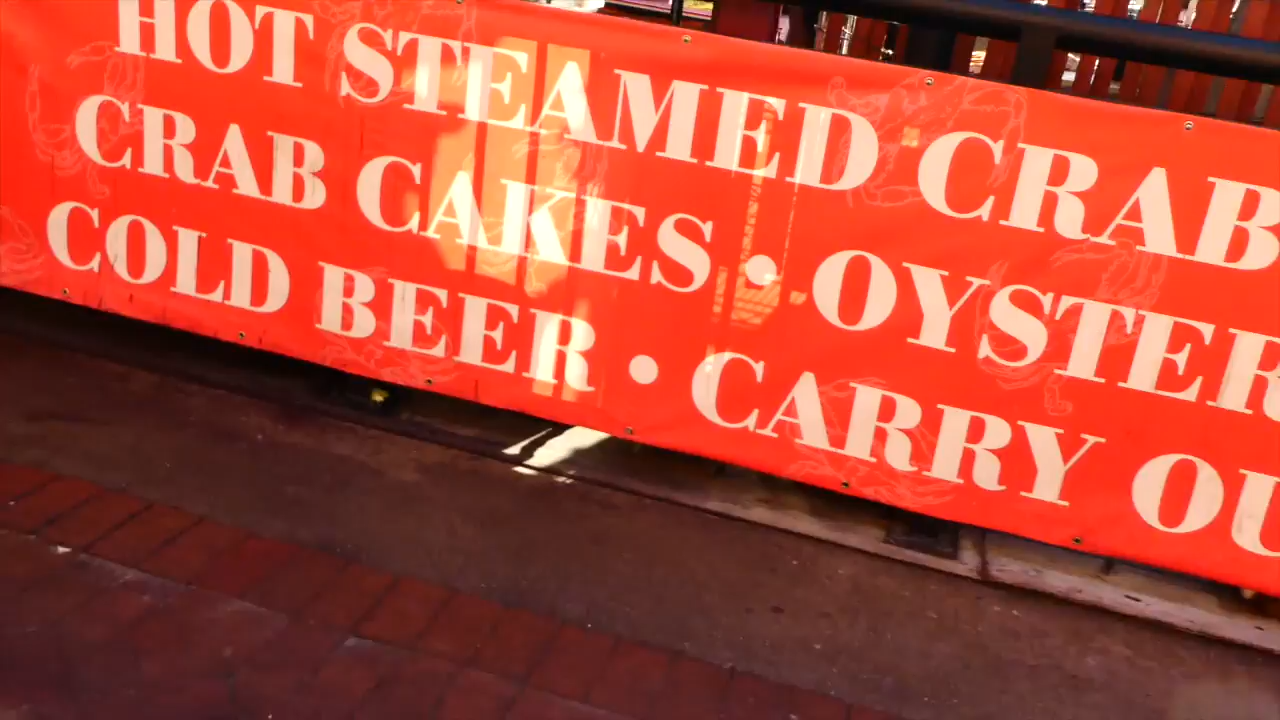 HOT STEAMED CRAB
CRAB CAKES • OYSTER
COLD BEER • CARRY OU